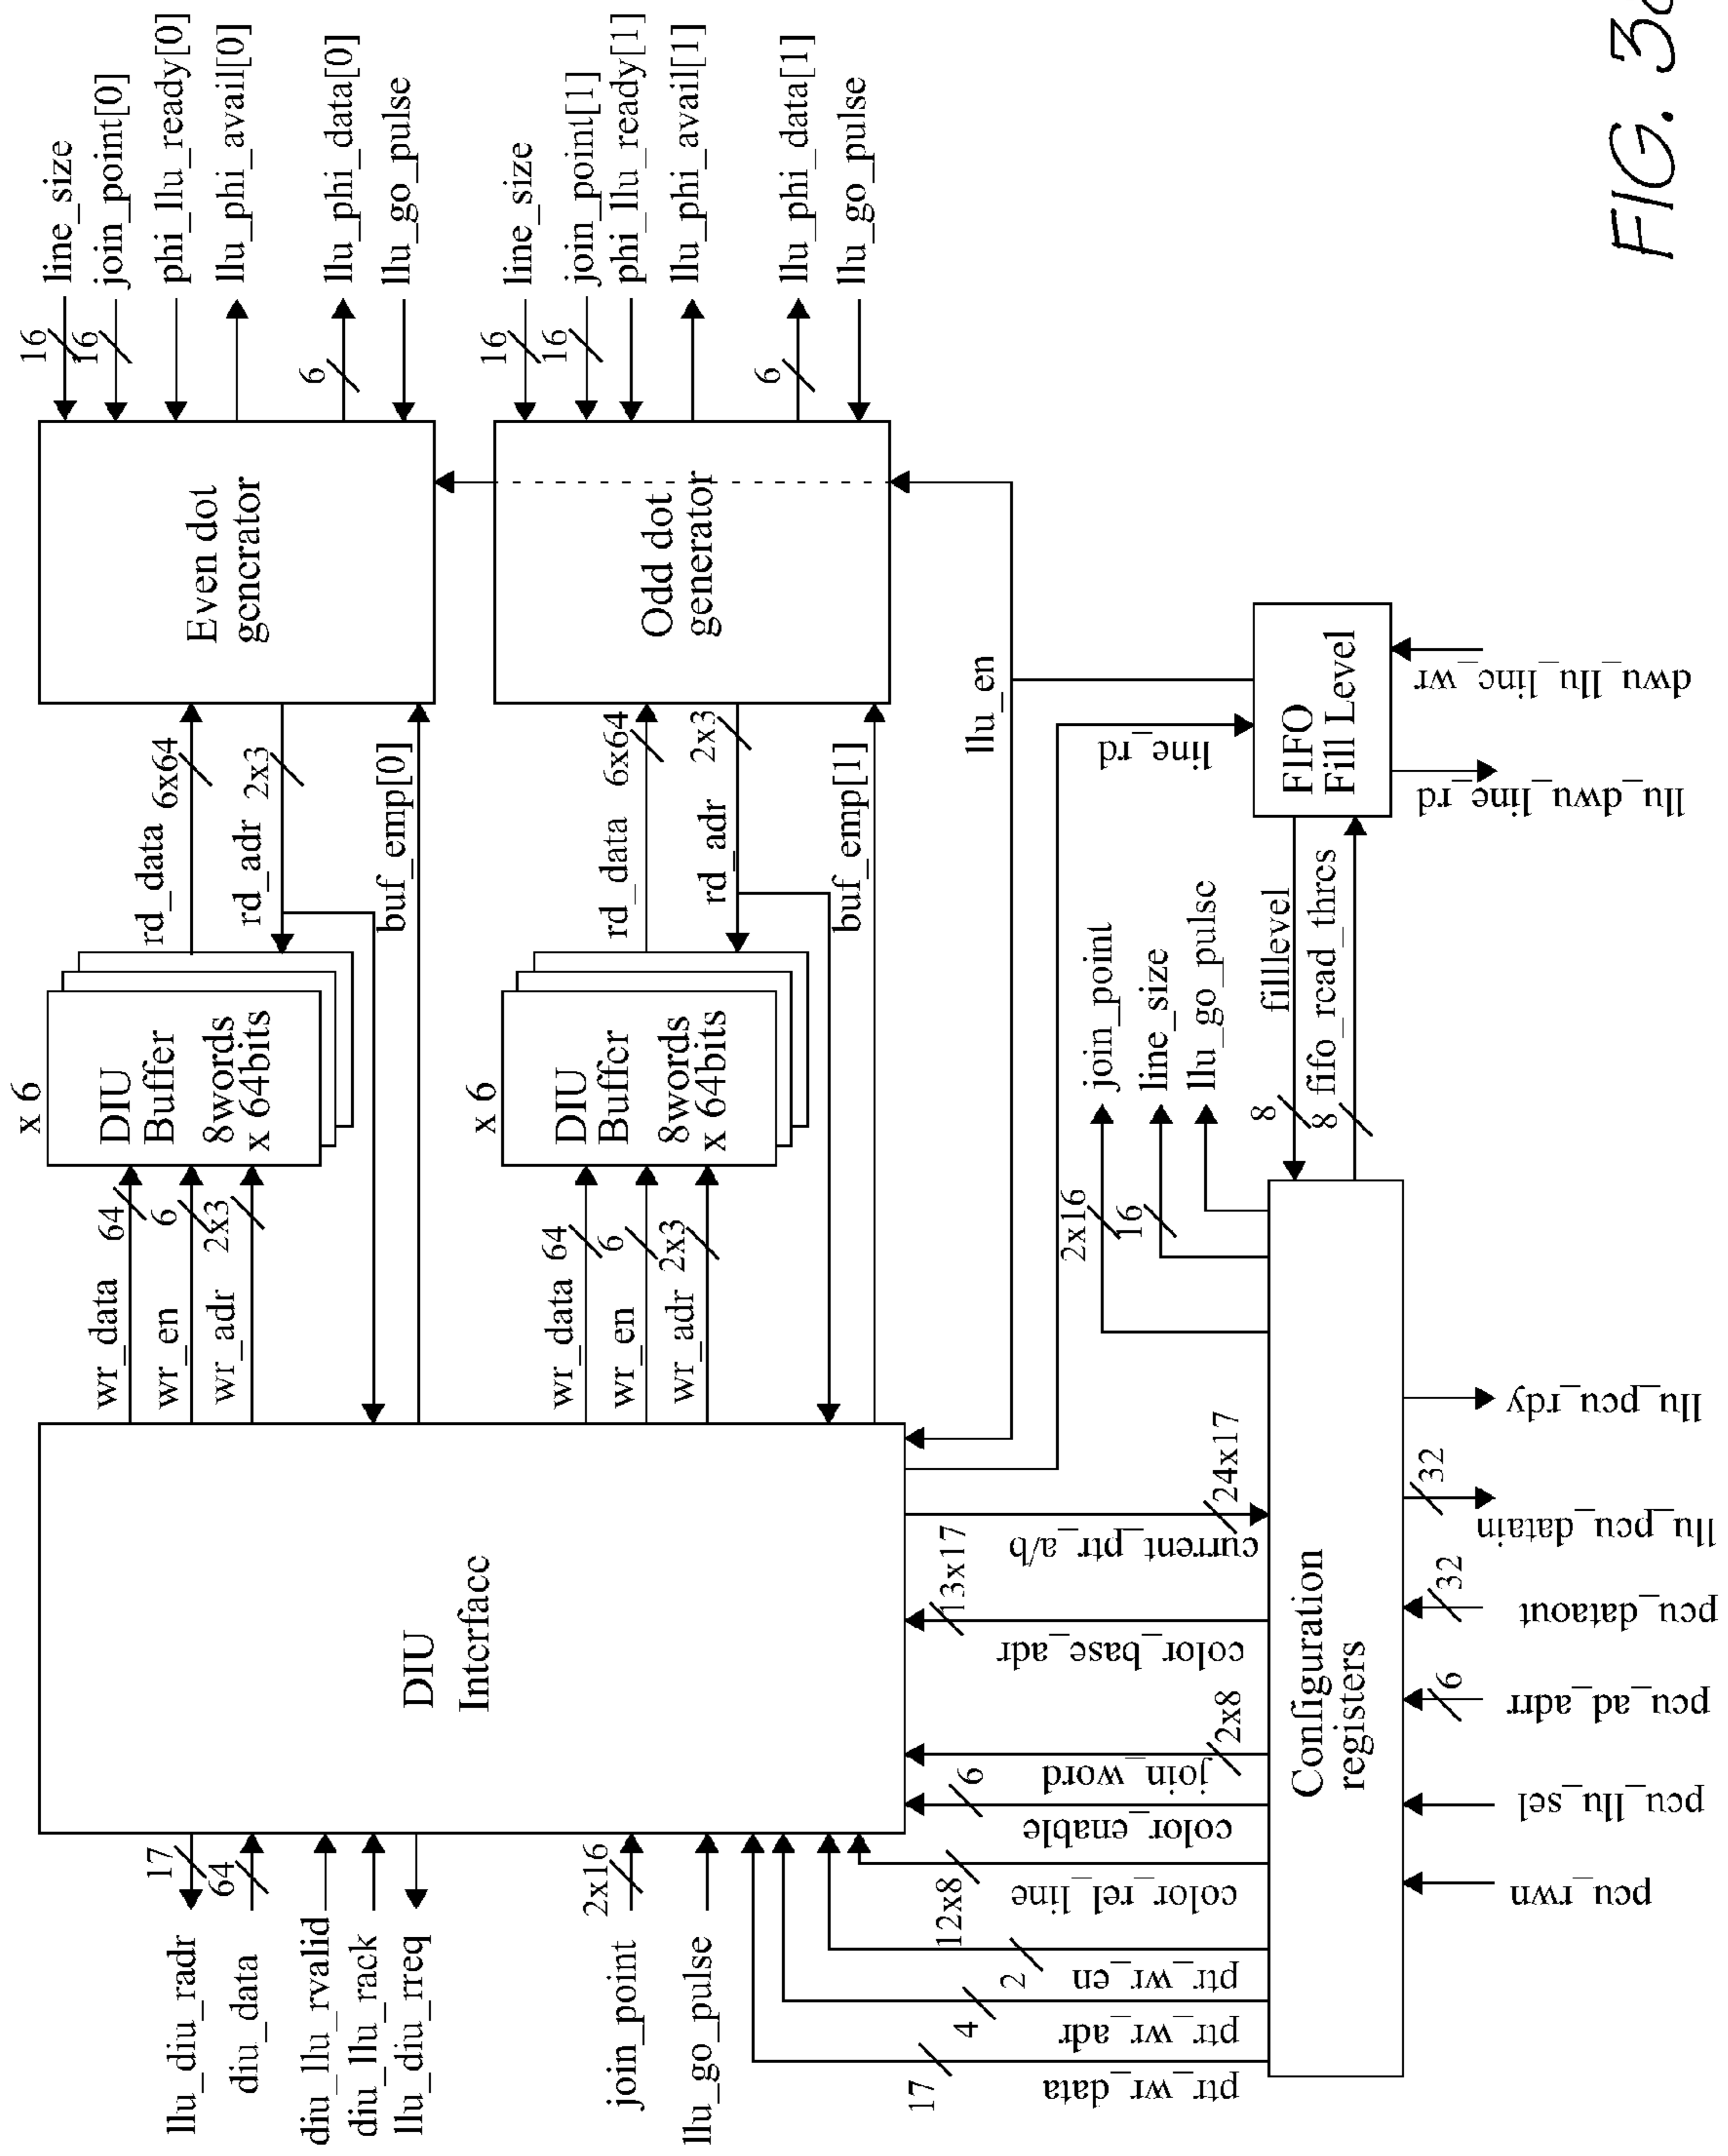 line_size
16
join_point[0]
16
phi_llu_ready[0]
llu_phi_avail[0]
llu_phi_data[0]
6
llu_go_pulse
Even dot
generator
rd_data 6x64
rd_adr 2x3
buf_emp[0]
x 6
DIU
Buffer
8words
x 64bits
wr_data 64
wr_en 6
wr_adr 2x3
line_size
16
join_point[1]
16
phi_llu_ready[1]
llu_phi_avail[1]
llu_phi_data[1]
6
llu_go_pulse
Odd dot
generator
rd_data 6x64
rd_adr 2x3
buf_emp[1]
x 6
DIU
Buffer
8words
x 64bits
wr_data 64
wr_en 6
wr_adr 2x3
DIU
Interface
llu_diu_radr
17
diu_data
64
diu_llu_rvalid
diu_llu_rack
llu_diu_rreq
join_point
2x16
llu_go_pulse
llu_en
line_rd
FIFO
Fill Level
dwu_llu_line_wr
llu_dwu_line_rd
filllevel
8
fifo_read_thres
8
join_point
2x16
line_size
16
llu_go_pulse
current_ptr_a/b
24x17
color_base_adr
13x17
join_word
2x8
color_enable
6
color_rel_line
12x8
ptr_wr_en
2
ptr_wr_adr
4
ptr_wr_data
17
Configuration
registers
llu_pcu_rdy
llu_pcu_datain
32
pcu_dataout
32
pcu_ad_adrr
6
pcu_llu_sel
pcu_rwn
FIG. 3